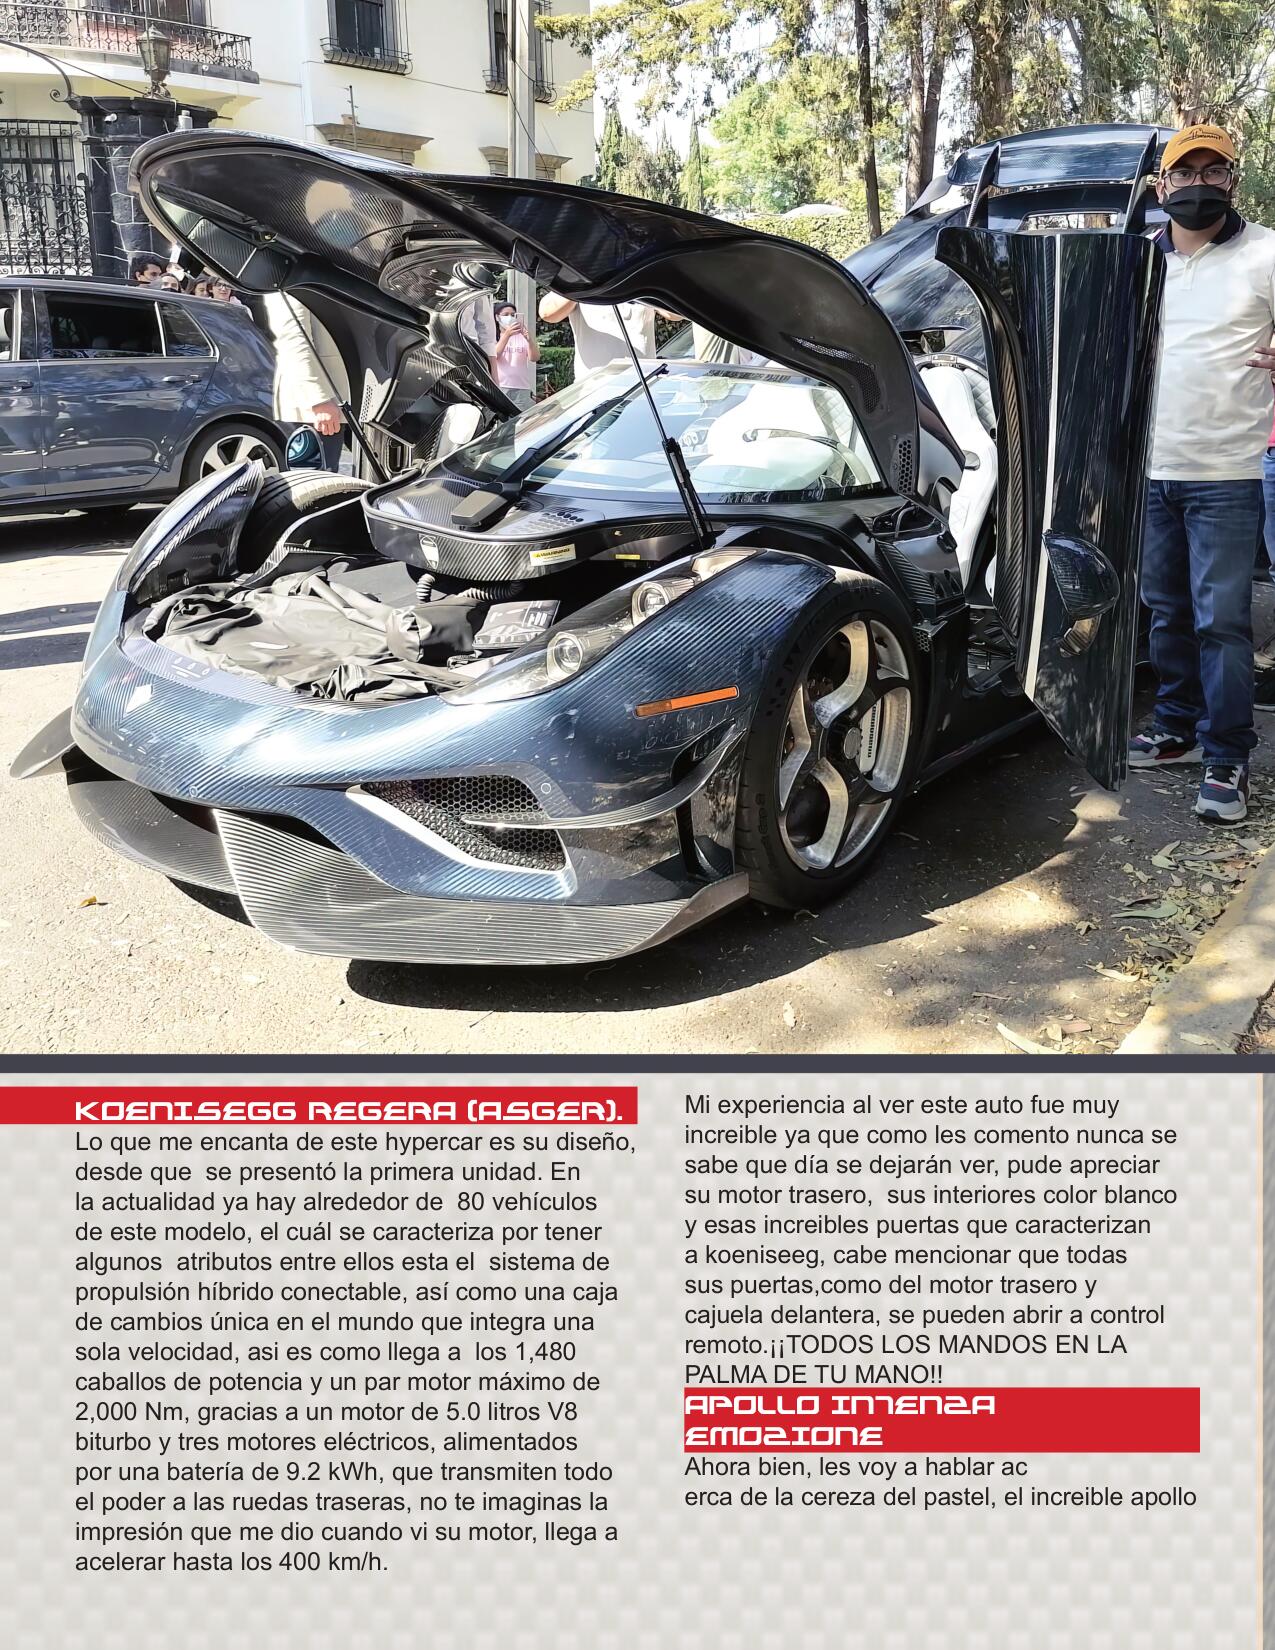 KOENISEGG REGERA (ASGER).
Lo que me encanta de este hypercar es su diseño,
desde que  se presentó la primera unidad. En
la actualidad ya hay alrededor de  80 vehículos
de este modelo, el cuál se caracteriza por tener
algunos  atributos entre ellos esta el  sistema de
propulsión híbrido conectable, así como una caja
de cambios única en el mundo que integra una
sola velocidad, asi es como llega a  los 1,480
caballos de potencia y un par motor máximo de
2,000 Nm, gracias a un motor de 5.0 litros V8
biturbo y tres motores eléctricos, alimentados
por una batería de 9.2 kWh, que transmiten todo
el poder a las ruedas traseras, no te imaginas la
impresión que me dio cuando vi su motor, llega a
acelerar hasta los 400 km/h.
Mi experiencia al ver este auto fue muy
increible ya que como les comento nunca se
sabe que día se dejarán ver, pude apreciar
su motor trasero,  sus interiores color blanco
y esas increibles puertas que caracterizan
a koeniseeg, cabe mencionar que todas
sus puertas,como del motor trasero y
cajuela delantera, se pueden abrir a control
remoto.¡¡TODOS LOS MANDOS EN LA
PALMA DE TU MANO!!
APOLLO INTENZA
EMOZIONE
Ahora bien, les voy a hablar ac
erca de la cereza del pastel, el increible apollo
WARNING